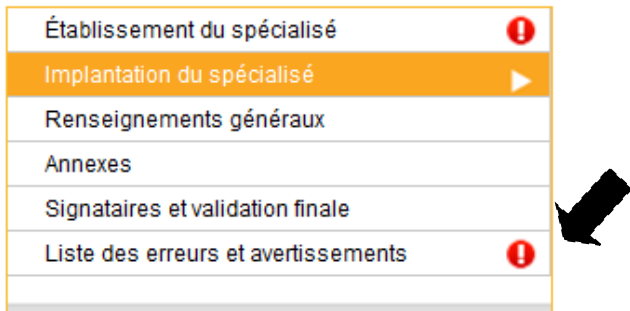 Établissement du spécialisé
Implantation du spécialisé
Renseignements généraux
Annexes
Signataires et validation finale
Liste des erreurs et avertissements